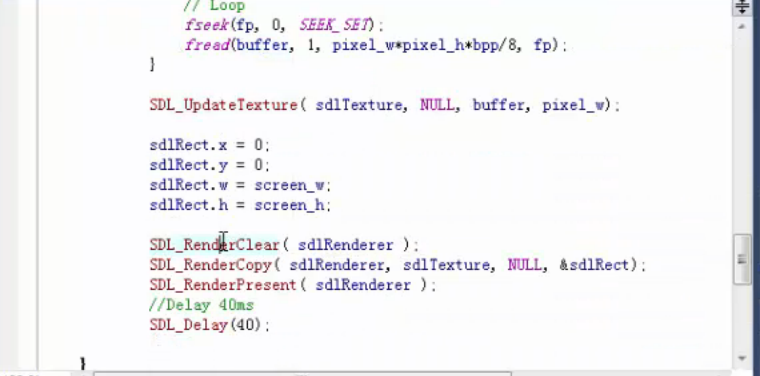 // Loop
fseek(fp, 0, SEEK_SET);
fread(buffer, 1, pixel_w*pixel_h*bpp/8, fp);
}
SDL_UpdateTexture( sdlTexture, NULL, buffer, pixel_w);
sdlRect.x = 0;
sdlRect.y = 0;
sdlRect.w = screen_w;
sdlRect.h = screen_h;
SDL_RenderClear( sdlRenderer );
SDL_RenderCopy( sdlRenderer, sdlTexture, NULL, &sdlRect);
SDL_RenderPresent( sdlRenderer );
//Delay 40ms
SDL_Delay(40);
}